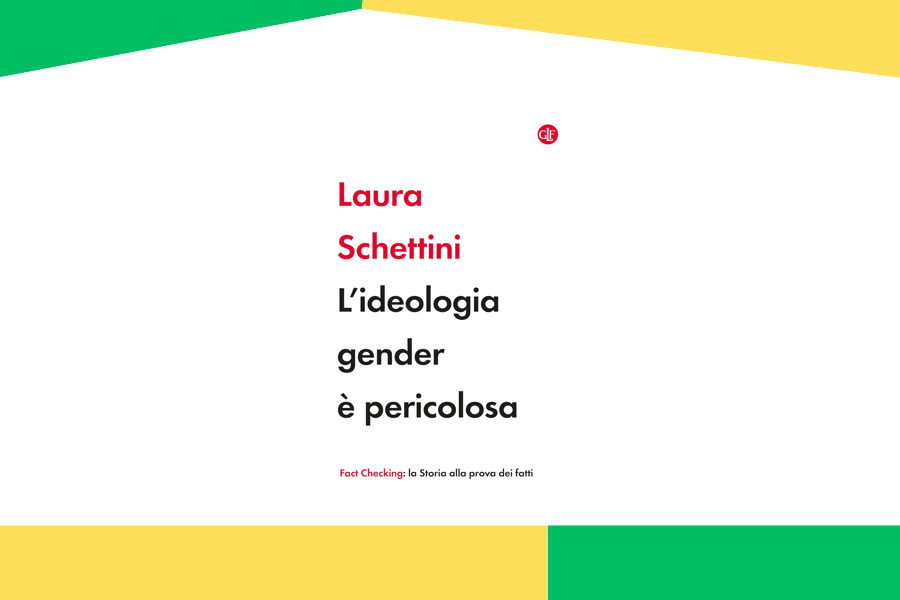 GLF
Laura
Schettini
L’ideologia
gender
è pericolosa
Fact Checking: la Storia alla prova dei fatti